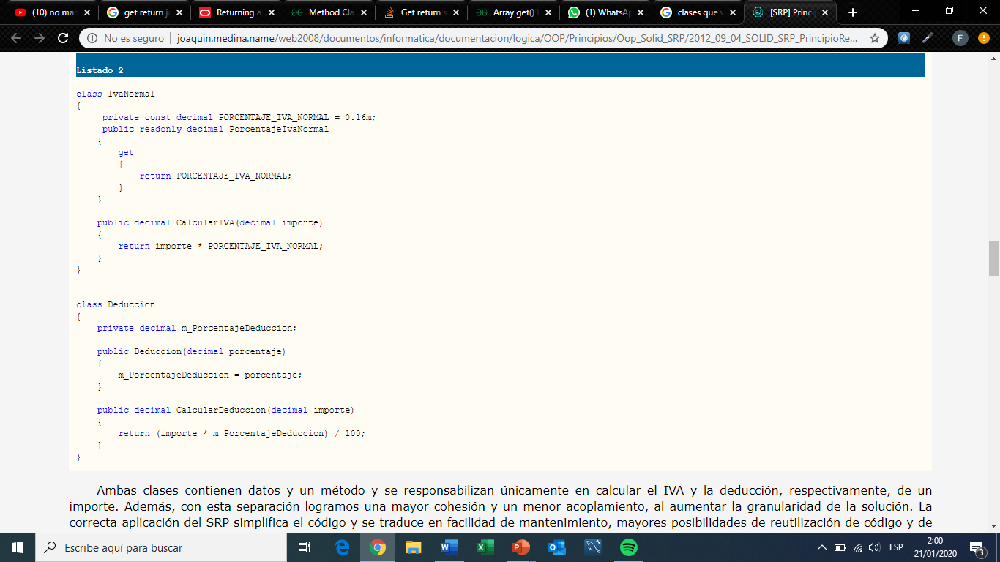 (10) no mar
get return ja
Returning a
Method Cla
Get return s
Array get()
(1) WhatsAp
clases que v
[SRP] Princi
No es seguro | joaquin.medina.name/web2008/documentos/informatica/documentacion/logica/OOP/Principios/Oop_Solid_SRP/2012_09_04_SOLID_SRP_PrincipioRe...
F
Listado 2
class IvaNormal
{
private const decimal PORCENTAJE_IVA_NORMAL = 0.16m;
public readonly decimal PorcentajeIvaNormal
{
get
{
return PORCENTAJE_IVA_NORMAL;
}
}
public decimal CalcularIVA(decimal importe)
{
return importe * PORCENTAJE_IVA_NORMAL;
}
}
class Deduccion
{
private decimal m_PorcentajeDeduccion;
public Deduccion(decimal porcentaje)
{
m_PorcentajeDeduccion = porcentaje;
}
public decimal CalcularDeduccion(decimal importe)
{
return (importe * m_PorcentajeDeduccion) / 100;
}
}
Ambas clases contienen datos y un método y se responsabilizan únicamente en calcular el IVA y la deducción, respectivamente, de un
importe. Además, con esta separación logramos una mayor cohesión y un menor acoplamiento, al aumentar la granularidad de la solución. La
correcta aplicación del SRP simplifica el código y se traduce en facilidad de mantenimiento, mayores posibilidades de reutilización de código y de
Escribe aquí para buscar
ESP
2:00
21/01/2020
3